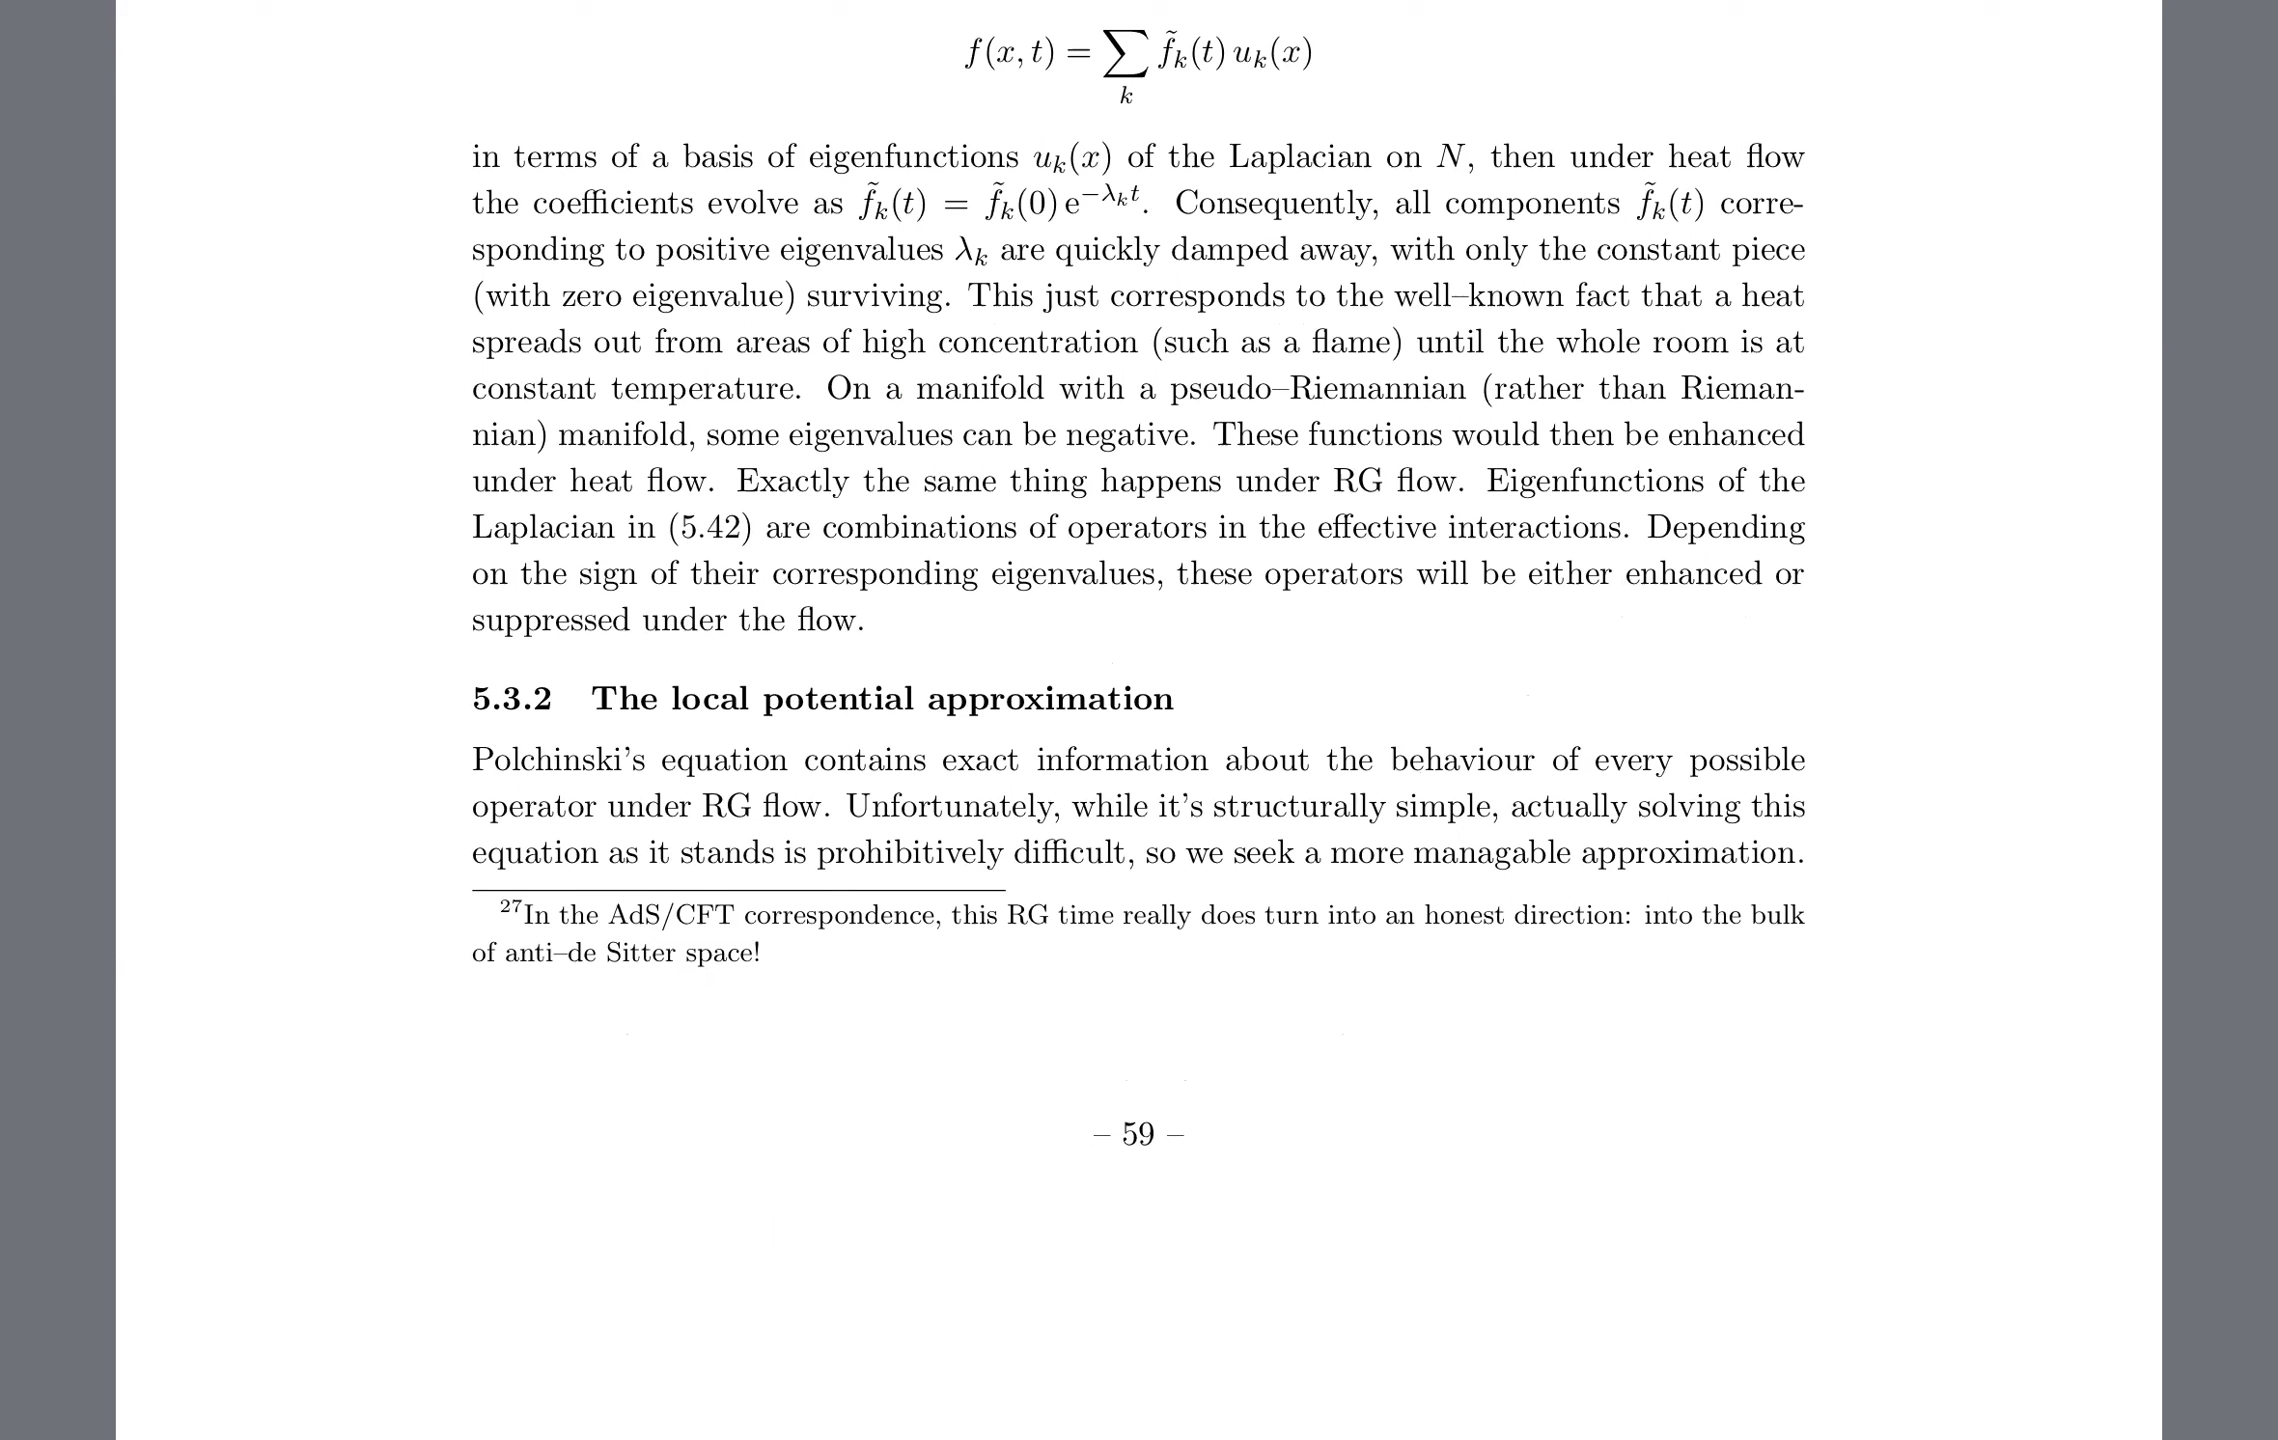 f(x, t) = ∑_k f̃_k(t) u_k(x)
in terms of a basis of eigenfunctions u_k(x) of the Laplacian on N, then under heat flow
the coefficients evolve as f̃_k(t) = f̃_k(0) e^{−λ_k t}. Consequently, all components f̃_k(t) corre-
sponding to positive eigenvalues λ_k are quickly damped away, with only the constant piece
(with zero eigenvalue) surviving. This just corresponds to the well–known fact that a heat
spreads out from areas of high concentration (such as a flame) until the whole room is at
constant temperature. On a manifold with a pseudo–Riemannian (rather than Rieman-
nian) manifold, some eigenvalues can be negative. These functions would then be enhanced
under heat flow. Exactly the same thing happens under RG flow. Eigenfunctions of the
Laplacian in (5.42) are combinations of operators in the effective interactions. Depending
on the sign of their corresponding eigenvalues, these operators will be either enhanced or
suppressed under the flow.
5.3.2 The local potential approximation
Polchinski's equation contains exact information about the behaviour of every possible
operator under RG flow. Unfortunately, while it's structurally simple, actually solving this
equation as it stands is prohibitively difficult, so we seek a more managable approximation.
²⁷In the AdS/CFT correspondence, this RG time really does turn into an honest direction: into the bulk
of anti–de Sitter space!
– 59 –